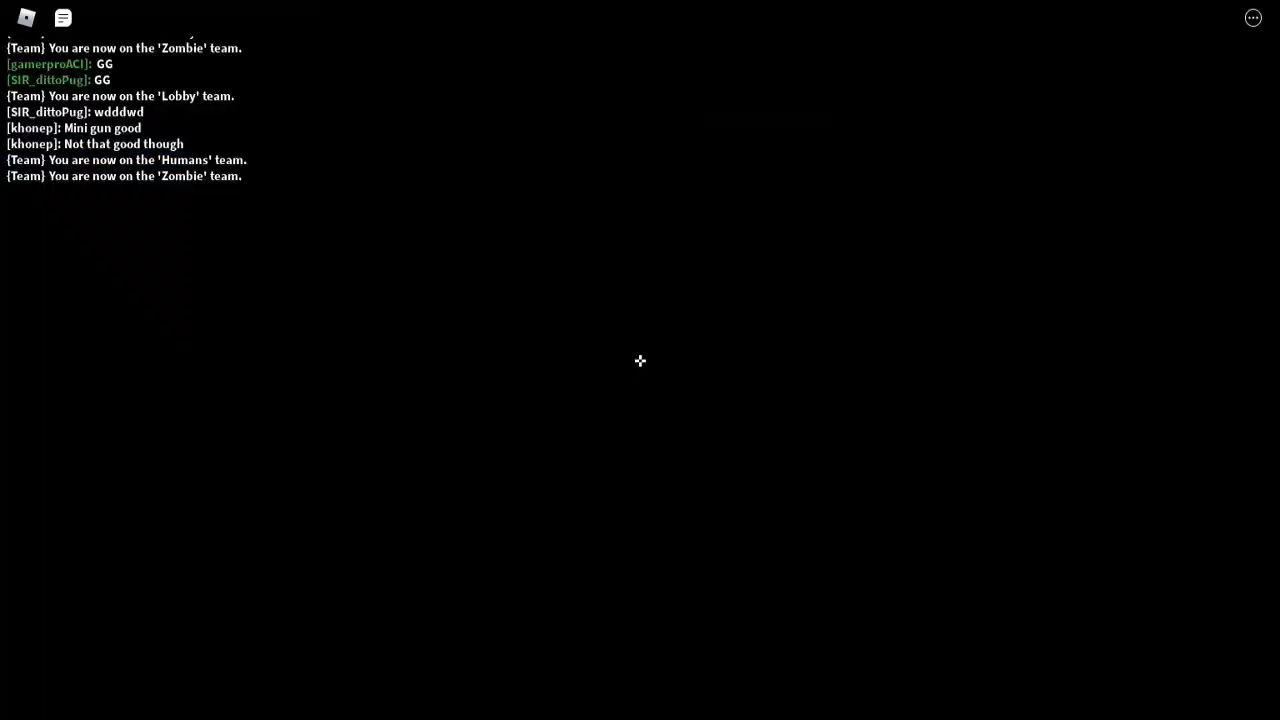 {Team} You are now on the 'Zombie' team.
[gamerproACI]: GG
[SIR_dittoPug]: GG
{Team} You are now on the 'Lobby' team.
[SIR_dittoPug]: wdddwd
[khonep]: Mini gun good
[khonep]: Not that good though
{Team} You are now on the 'Humans' team.
{Team} You are now on the 'Zombie' team.